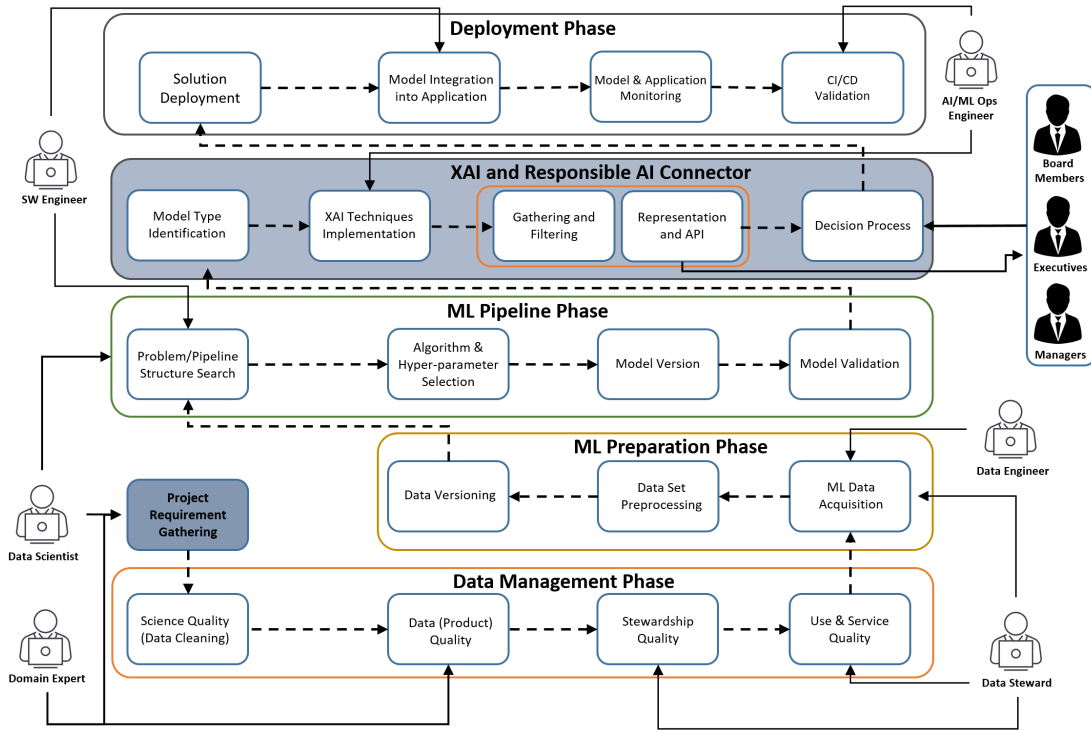 Deployment Phase
Solution
Deployment
Model Integration
into Application
Model & Application
Monitoring
CI/CD
Validation
AI/ML Ops
Engineer
SW Engineer
Board
Members
Executives
Managers
XAI and Responsible AI Connector
Model Type
Identification
XAI Techniques
Implementation
Gathering and
Filtering
Representation
and API
Decision Process
ML Pipeline Phase
Problem/Pipeline
Structure Search
Algorithm &
Hyper-parameter
Selection
Model Version
Model Validation
ML Preparation Phase
Data Versioning
Data Set
Preprocessing
ML Data
Acquisition
Data Engineer
Data Scientist
Project
Requirement
Gathering
Data Management Phase
Science Quality
(Data Cleaning)
Data (Product)
Quality
Stewardship
Quality
Use & Service
Quality
Domain Expert
Data Steward